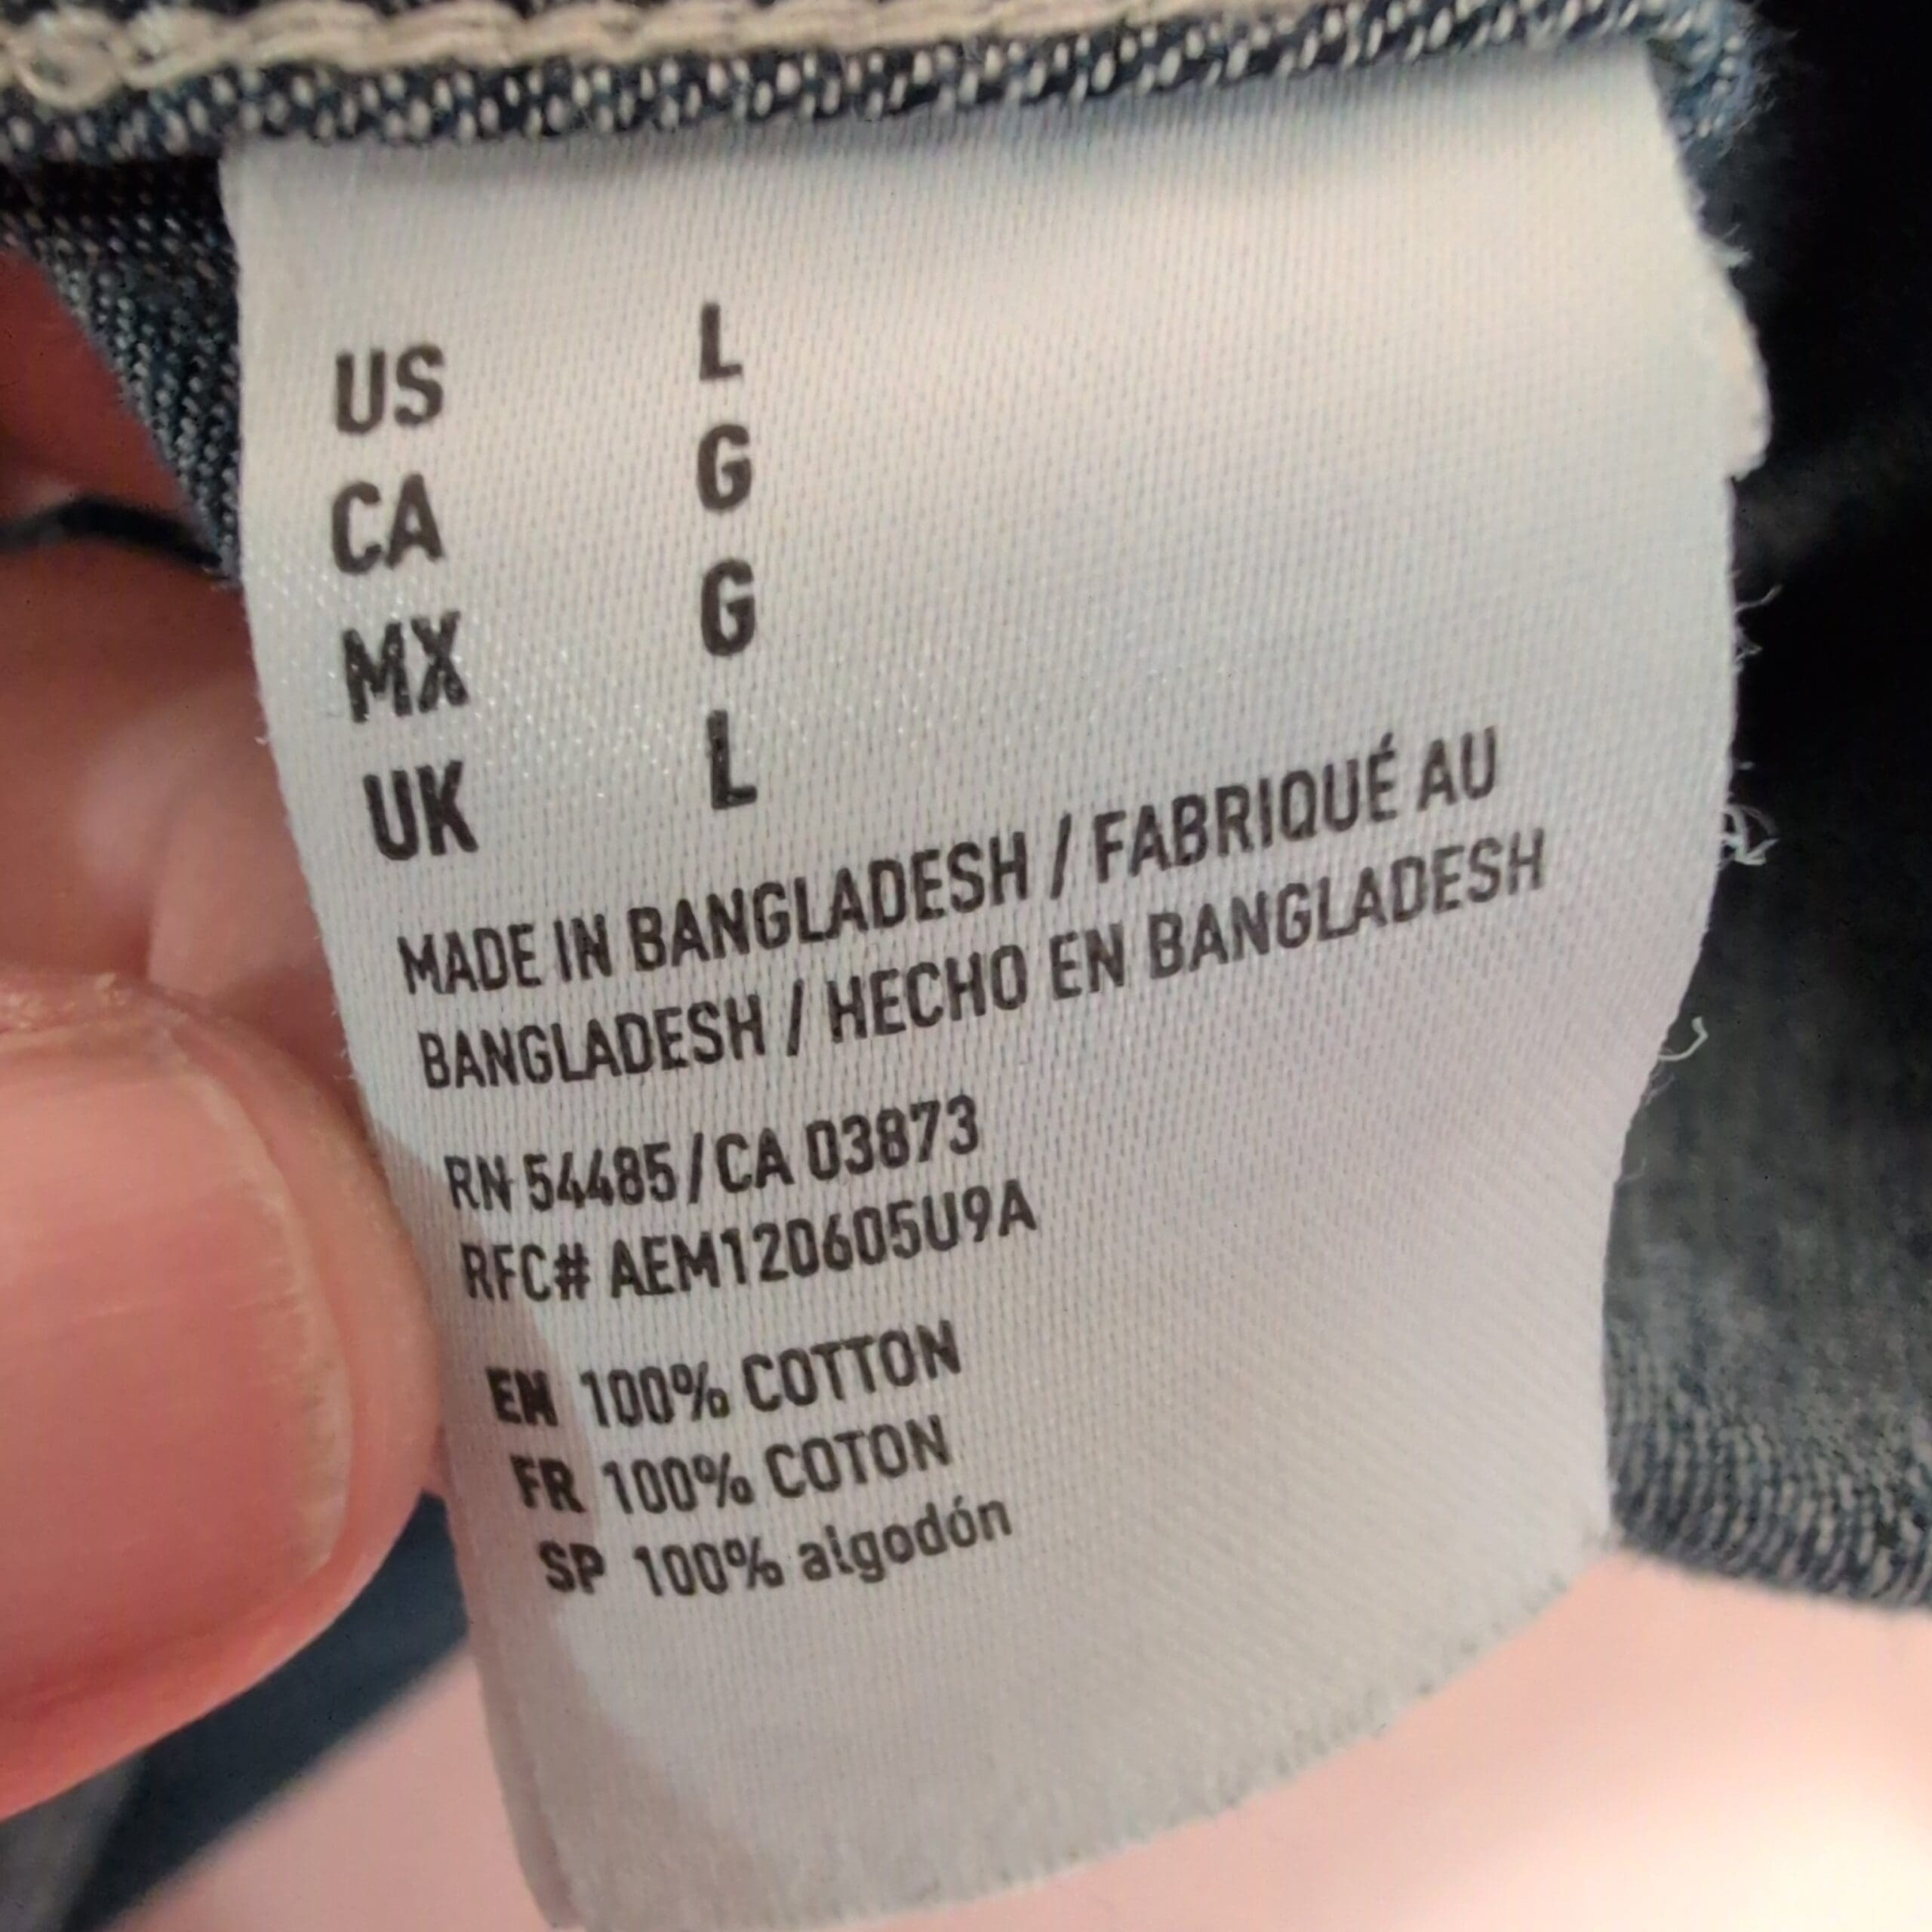 US L
CA G
MX G
UK L
MADE IN BANGLADESH / FABRIQUÉ AU
BANGLADESH / HECHO EN BANGLADESH
RN 54485/CA 03873
RFC# AEM120605U9A
EN 100% COTTON
FR 100% COTON
SP 100% algodón